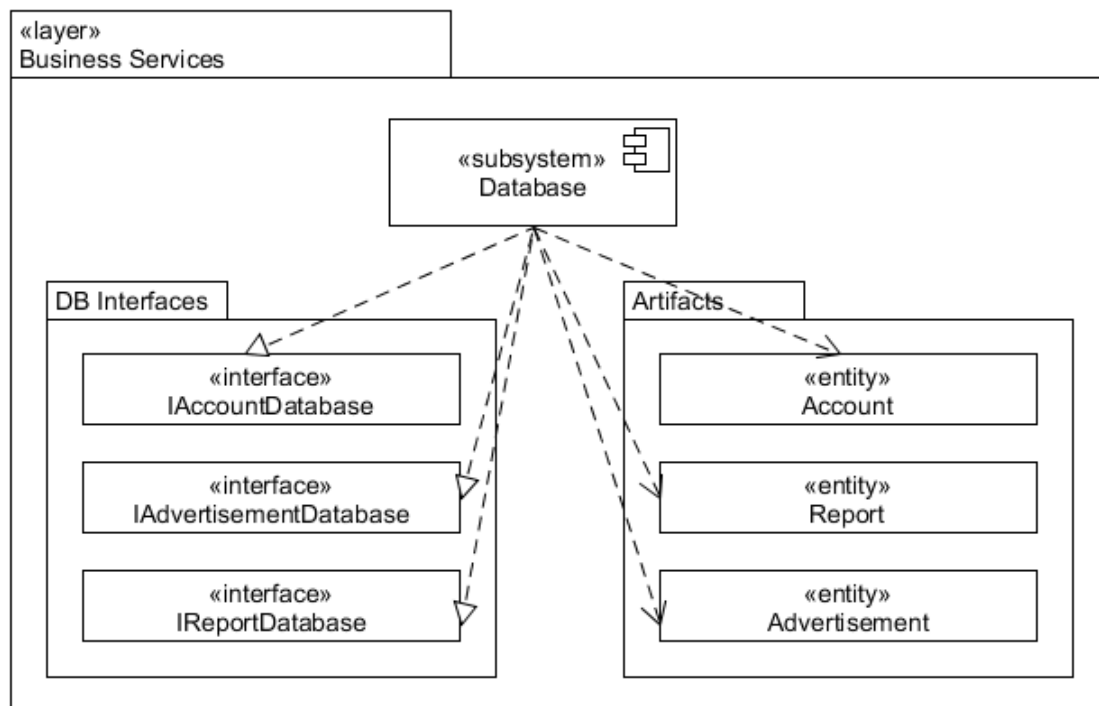 «layer»
Business Services
«subsystem»
Database
DB Interfaces
«interface»
IAccountDatabase
«interface»
IAdvertisementDatabase
«interface»
IReportDatabase
Artifacts
«entity»
Account
«entity»
Report
«entity»
Advertisement